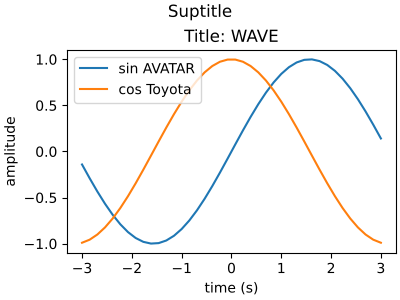 Suptitle
Title: WAVE
sin AVATAR
cos Toyota
1.0
0.5
0.0
−0.5
−1.0
amplitude
−3 −2 −1 0 1 2 3
time (s)